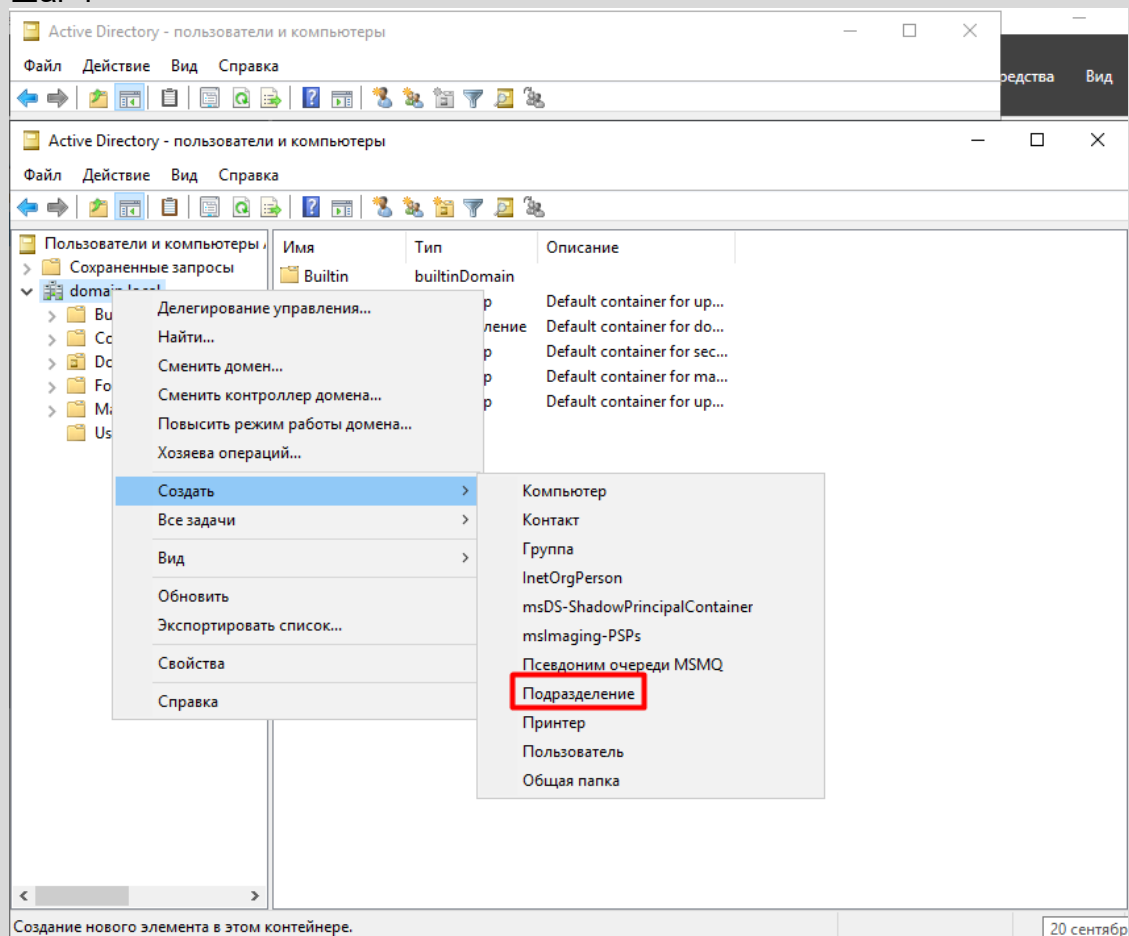 Active Directory - пользователи и компьютеры
Файл Действие Вид Справка
Вид
Active Directory - пользователи и компьютеры
Файл Действие Вид Справка
Пользователи и компьютеры
Имя Тип Описание
Сохраненные запросы
Builtin builtinDomain
Default container for up...
Default container for do...
Default container for sec...
Default container for ma...
Default container for up...
Делегирование управления...
Найти...
Сменить домен...
Сменить контроллер домена...
Повысить режим работы домена...
Хозяева операций...
Создать
Все задачи
Вид
Обновить
Экспортировать список...
Свойства
Справка
Компьютер
Контакт
Группа
InetOrgPerson
msDS-ShadowPrincipalContainer
msImaging-PSPs
Псевдоним очереди MSMQ
Подразделение
Принтер
Пользователь
Общая папка
Создание нового элемента в этом контейнере.
20